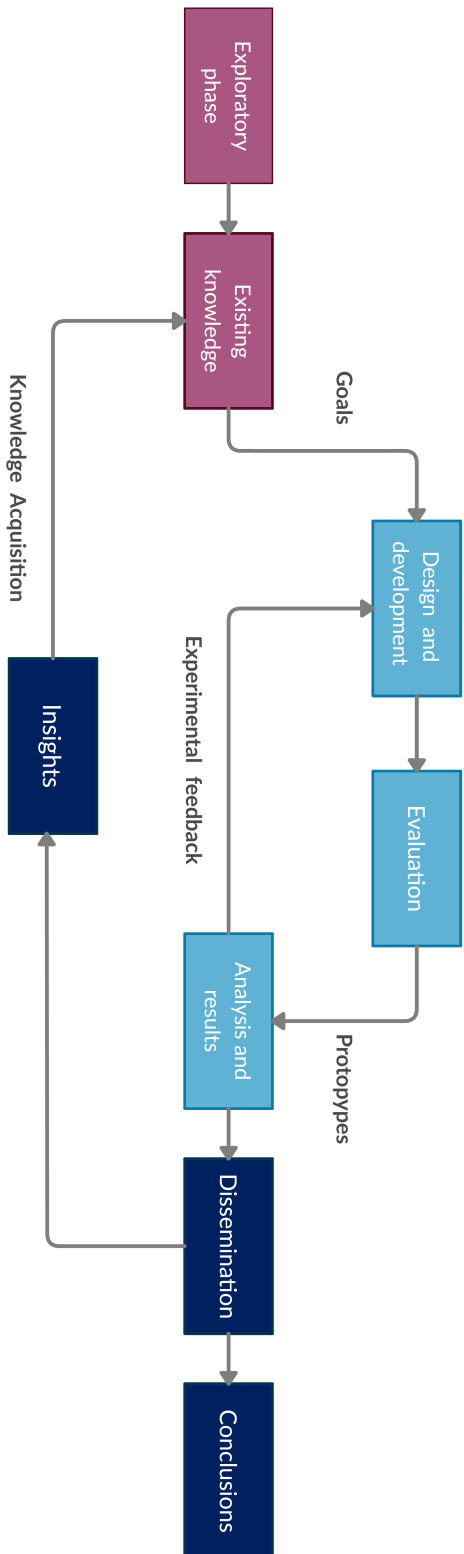 Exploratory
phase
Existing
knowledge
Goals
Design and
development
Evaluation
Protopypes
Analysis and
results
Experimental feedback
Dissemination
Conclusions
Insights
Knowledge Acquisition